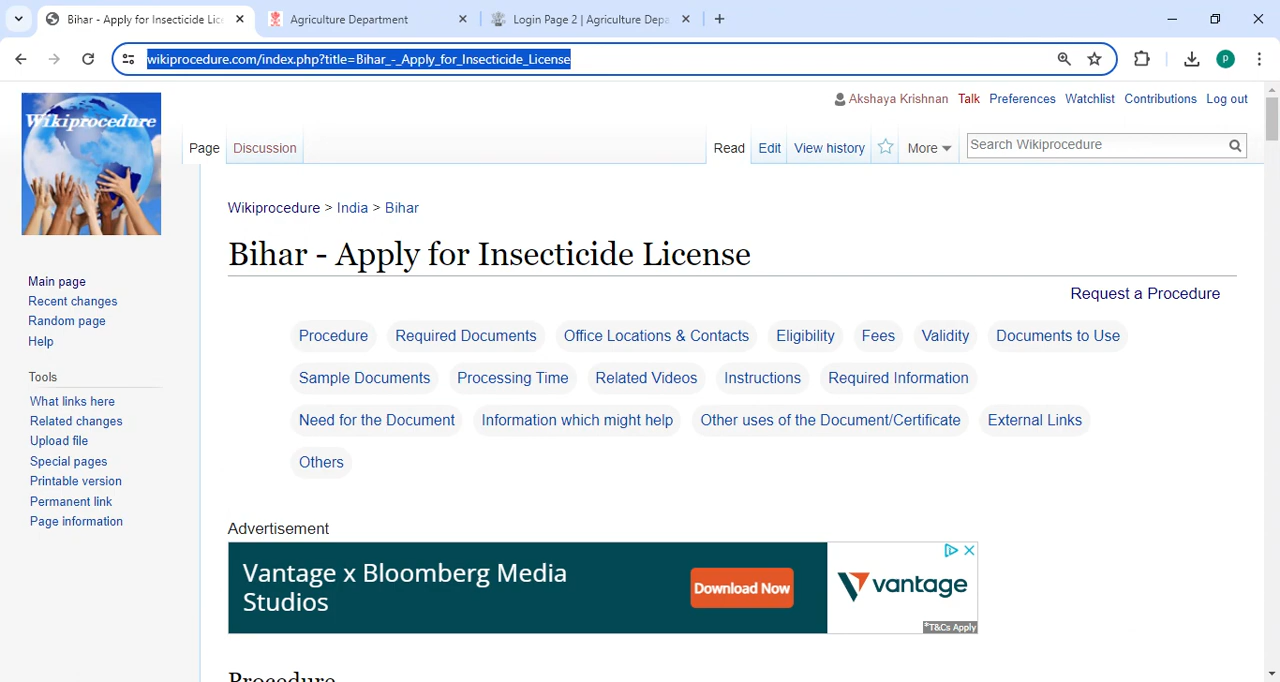 Bihar - Apply for Insecticide Lice
Agriculture Department
Login Page 2 | Agriculture Depa
wikiprocedure.com/index.php?title=Bihar_-_Apply_for_Insecticide_License
P
Wikiprocedure
Akshaya Krishnan Talk Preferences Watchlist Contributions Log out
Page Discussion Read Edit View history More Search Wikiprocedure
Wikiprocedure > India > Bihar
Bihar - Apply for Insecticide License
Request a Procedure
Main page
Recent changes
Random page
Help
Tools
What links here
Related changes
Upload file
Special pages
Printable version
Permanent link
Page information
Procedure Required Documents Office Locations & Contacts Eligibility Fees Validity Documents to Use
Sample Documents Processing Time Related Videos Instructions Required Information
Need for the Document Information which might help Other uses of the Document/Certificate External Links
Others
Advertisement
Vantage x Bloomberg Media
Studios
Download Now
vantage
*T&Cs Apply
Procedure